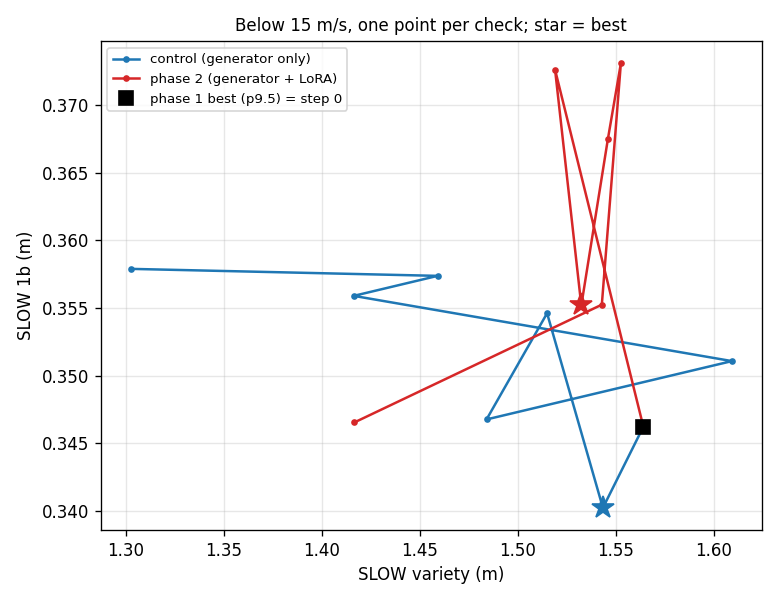 Below 15 m/s, one point per check; star = best
control (generator only)
phase 2 (generator + LoRA)
phase 1 best (p9.5) = step 0
SLOW 1b (m)
0.370
0.365
0.360
0.355
0.350
0.345
0.340
1.30 1.35 1.40 1.45 1.50 1.55 1.60
SLOW variety (m)